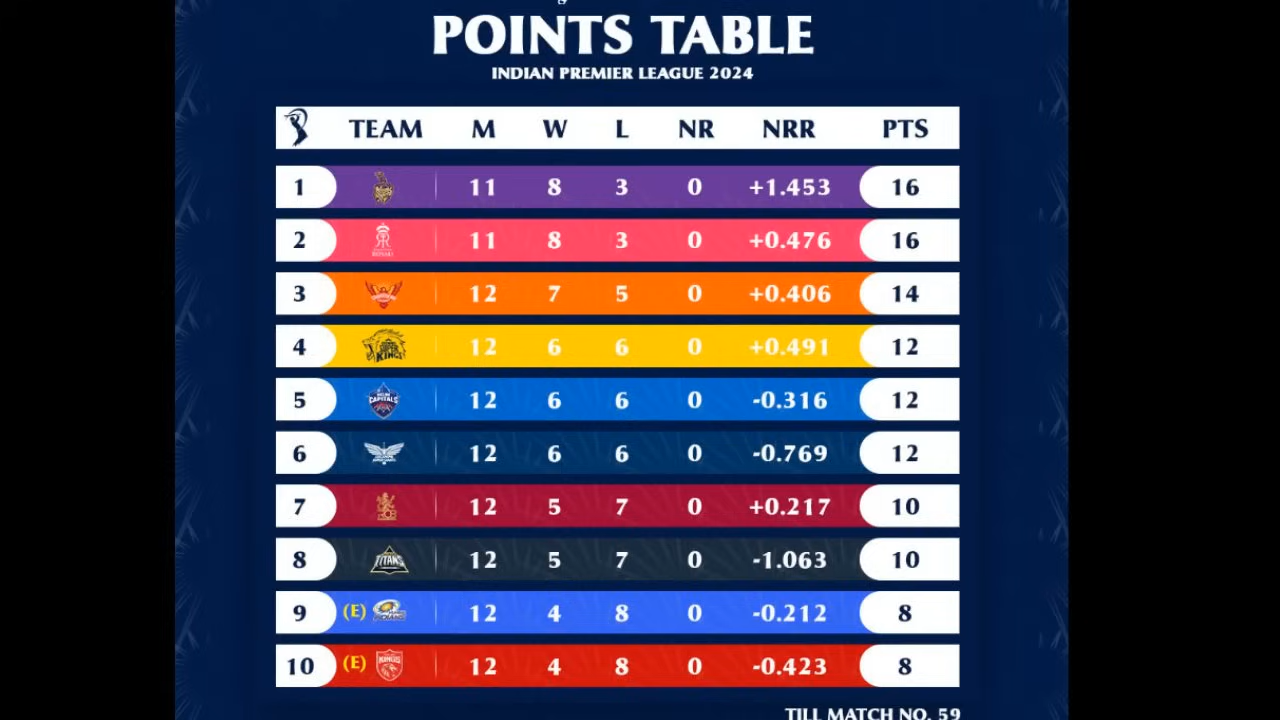 POINTS TABLE
INDIAN PREMIER LEAGUE 2024
TEAM M W L NR NRR PTS
1 11 8 3 0 +1.453 16
2 11 8 3 0 +0.476 16
3 12 7 5 0 +0.406 14
4 KINGS 12 6 6 0 +0.491 12
5 CAPITALS 12 6 6 0 -0.316 12
6 12 6 6 0 -0.769 12
7 12 5 7 0 +0.217 10
8 TITANS 12 5 7 0 -1.063 10
9 (E) 12 4 8 0 -0.212 8
10 (E) KINGS 12 4 8 0 -0.423 8
TILL MATCH NO. 59